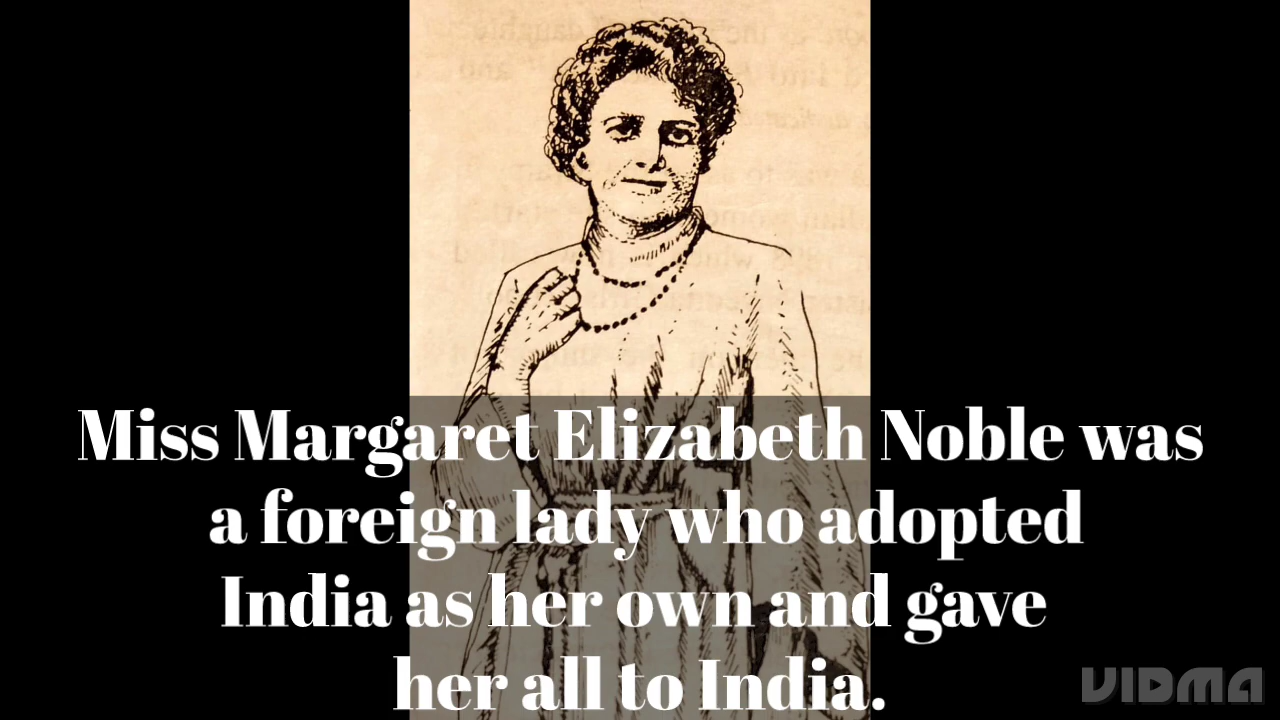 Miss Margaret Elizabeth Noble was
a foreign lady who adopted
India as her own and gave
her all to India.
VIDMA